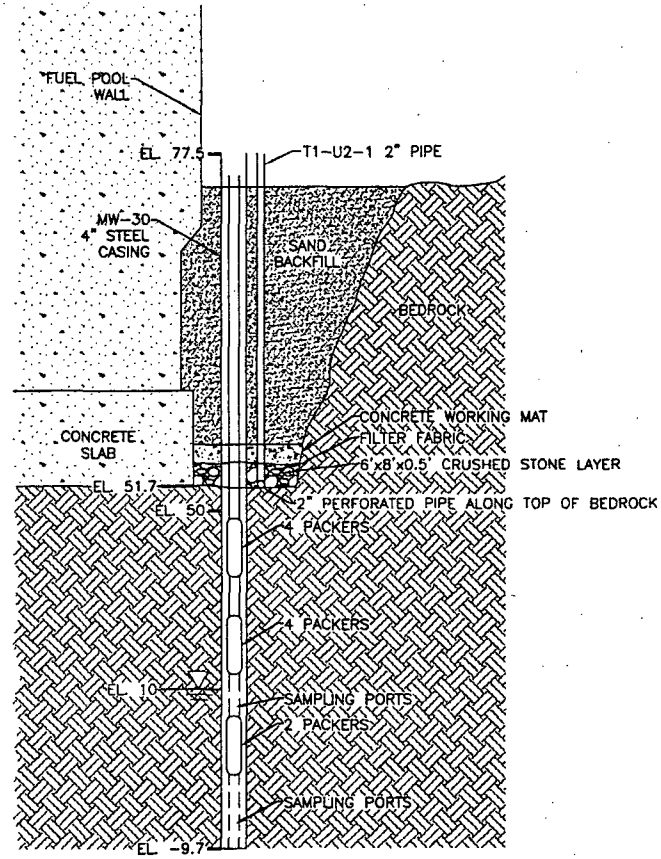 FUEL POOL
WALL
EL. 77.5
T1-U2-1 2" PIPE
MW-30
4" STEEL
CASING
SAND
BACKFILL
BEDROCK
CONCRETE WORKING MAT
FILTER FABRIC
CONCRETE
SLAB
6'x8'x0.5' CRUSHED STONE LAYER
EL. 51.7
2" PERFORATED PIPE ALONG TOP OF BEDROCK
EL. 50
4 PACKERS
4 PACKERS
EL. 10
SAMPLING PORTS
2 PACKERS
SAMPLING PORTS
EL. -9.7